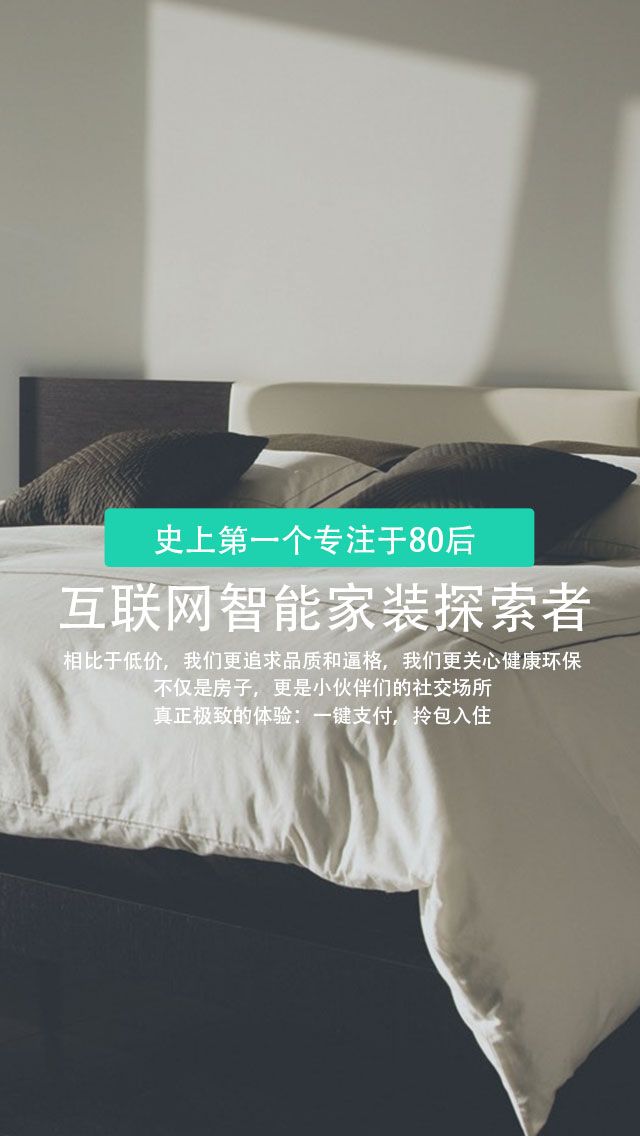 史上第一个专注于80后
互联网智能家装探索者
相比于低价，我们更追求品质和逼格，我们更关心健康环保
不仅是房子，更是小伙伴们的社交场所
真正极致的体验：一键支付，拎包入住